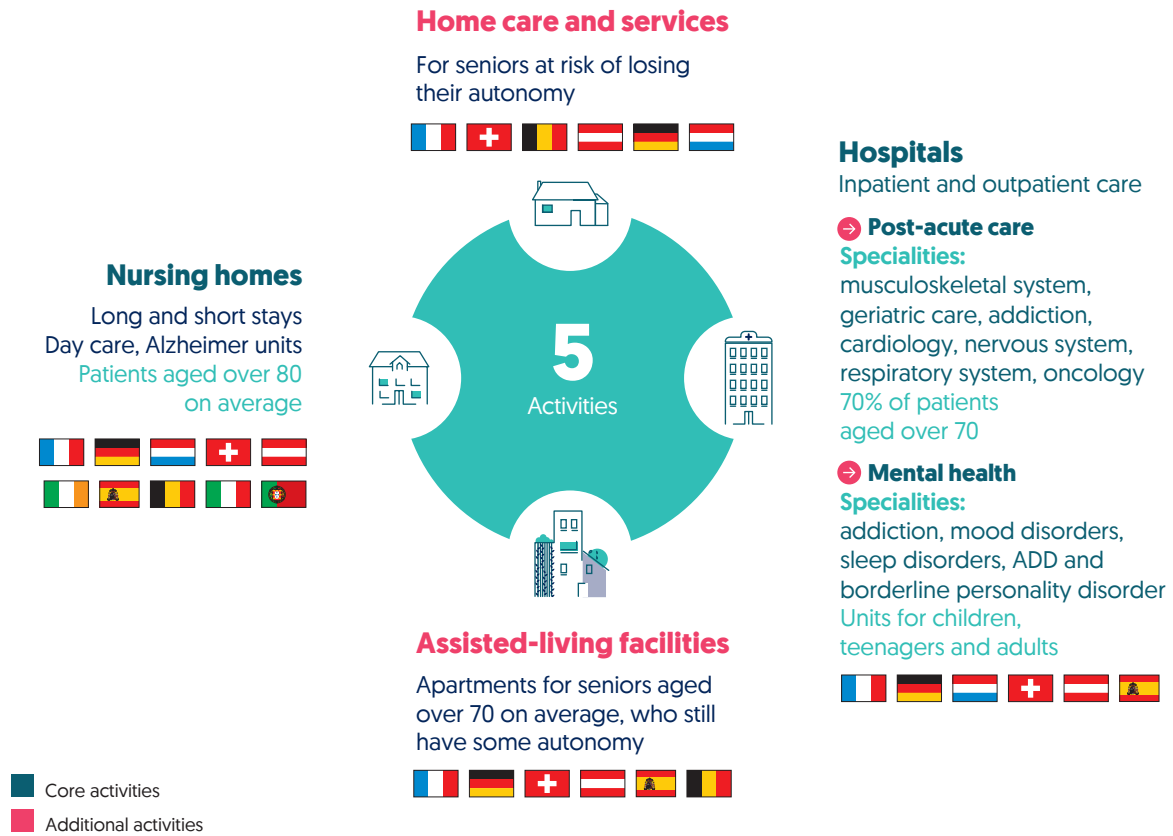 Home care and services
For seniors at risk of losing
their autonomy
Nursing homes
Long and short stays
Day care, Alzheimer units
Patients aged over 80
on average
5
Activities
Hospitals
Inpatient and outpatient care
Post-acute care
Specialities:
musculoskeletal system,
geriatric care, addiction,
cardiology, nervous system,
respiratory system, oncology
70% of patients
aged over 70
Mental health
Specialities:
addiction, mood disorders,
sleep disorders, ADD and
borderline personality disorder
Units for children,
teenagers and adults
Assisted-living facilities
Apartments for seniors aged
over 70 on average, who still
have some autonomy
Core activities
Additional activities